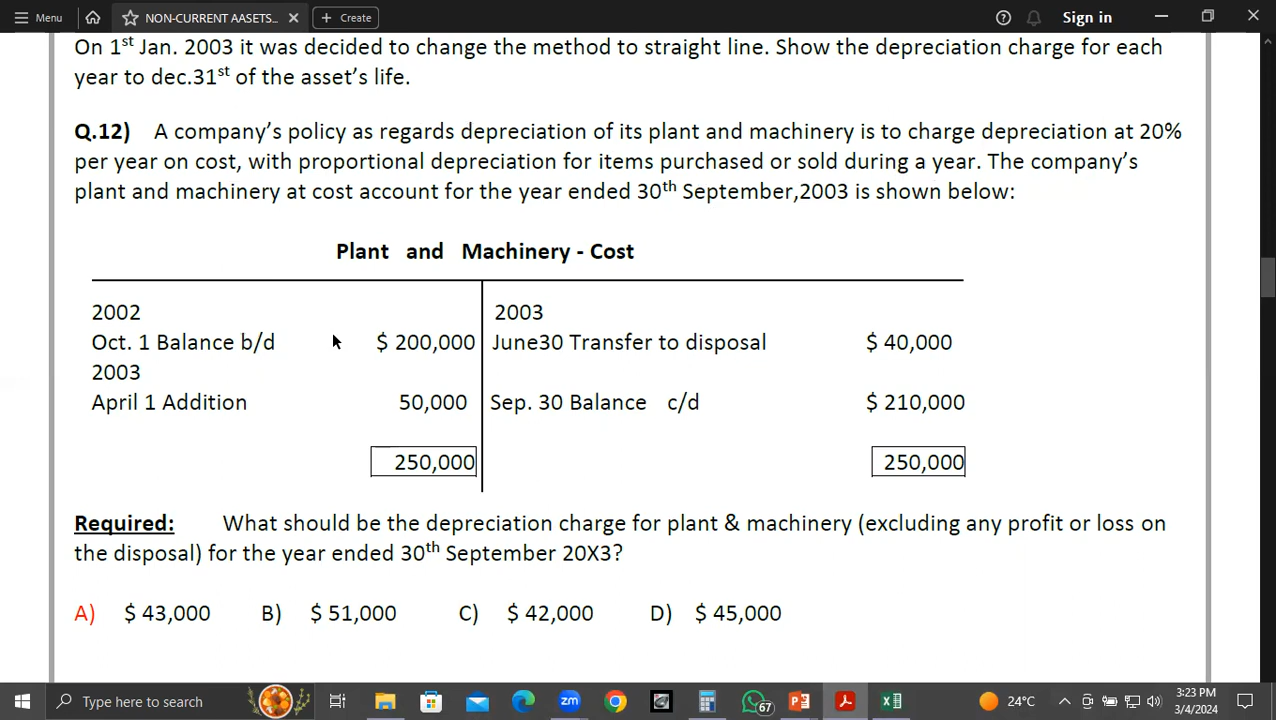 Menu NON-CURRENT AASETS... Create Sign in
On 1st Jan. 2003 it was decided to change the method to straight line. Show the depreciation charge for each
year to dec.31st of the asset's life.
Q.12) A company's policy as regards depreciation of its plant and machinery is to charge depreciation at 20%
per year on cost, with proportional depreciation for items purchased or sold during a year. The company's
plant and machinery at cost account for the year ended 30th September,2003 is shown below:
Plant and Machinery - Cost
2002 2003
Oct. 1 Balance b/d $ 200,000 June30 Transfer to disposal $ 40,000
2003
April 1 Addition 50,000 Sep. 30 Balance c/d $ 210,000
250,000 250,000
Required: What should be the depreciation charge for plant & machinery (excluding any profit or loss on
the disposal) for the year ended 30th September 20X3?
A) $ 43,000 B) $ 51,000 C) $ 42,000 D) $ 45,000
Type here to search zm 67 24°C 3:23 PM
3/4/2024